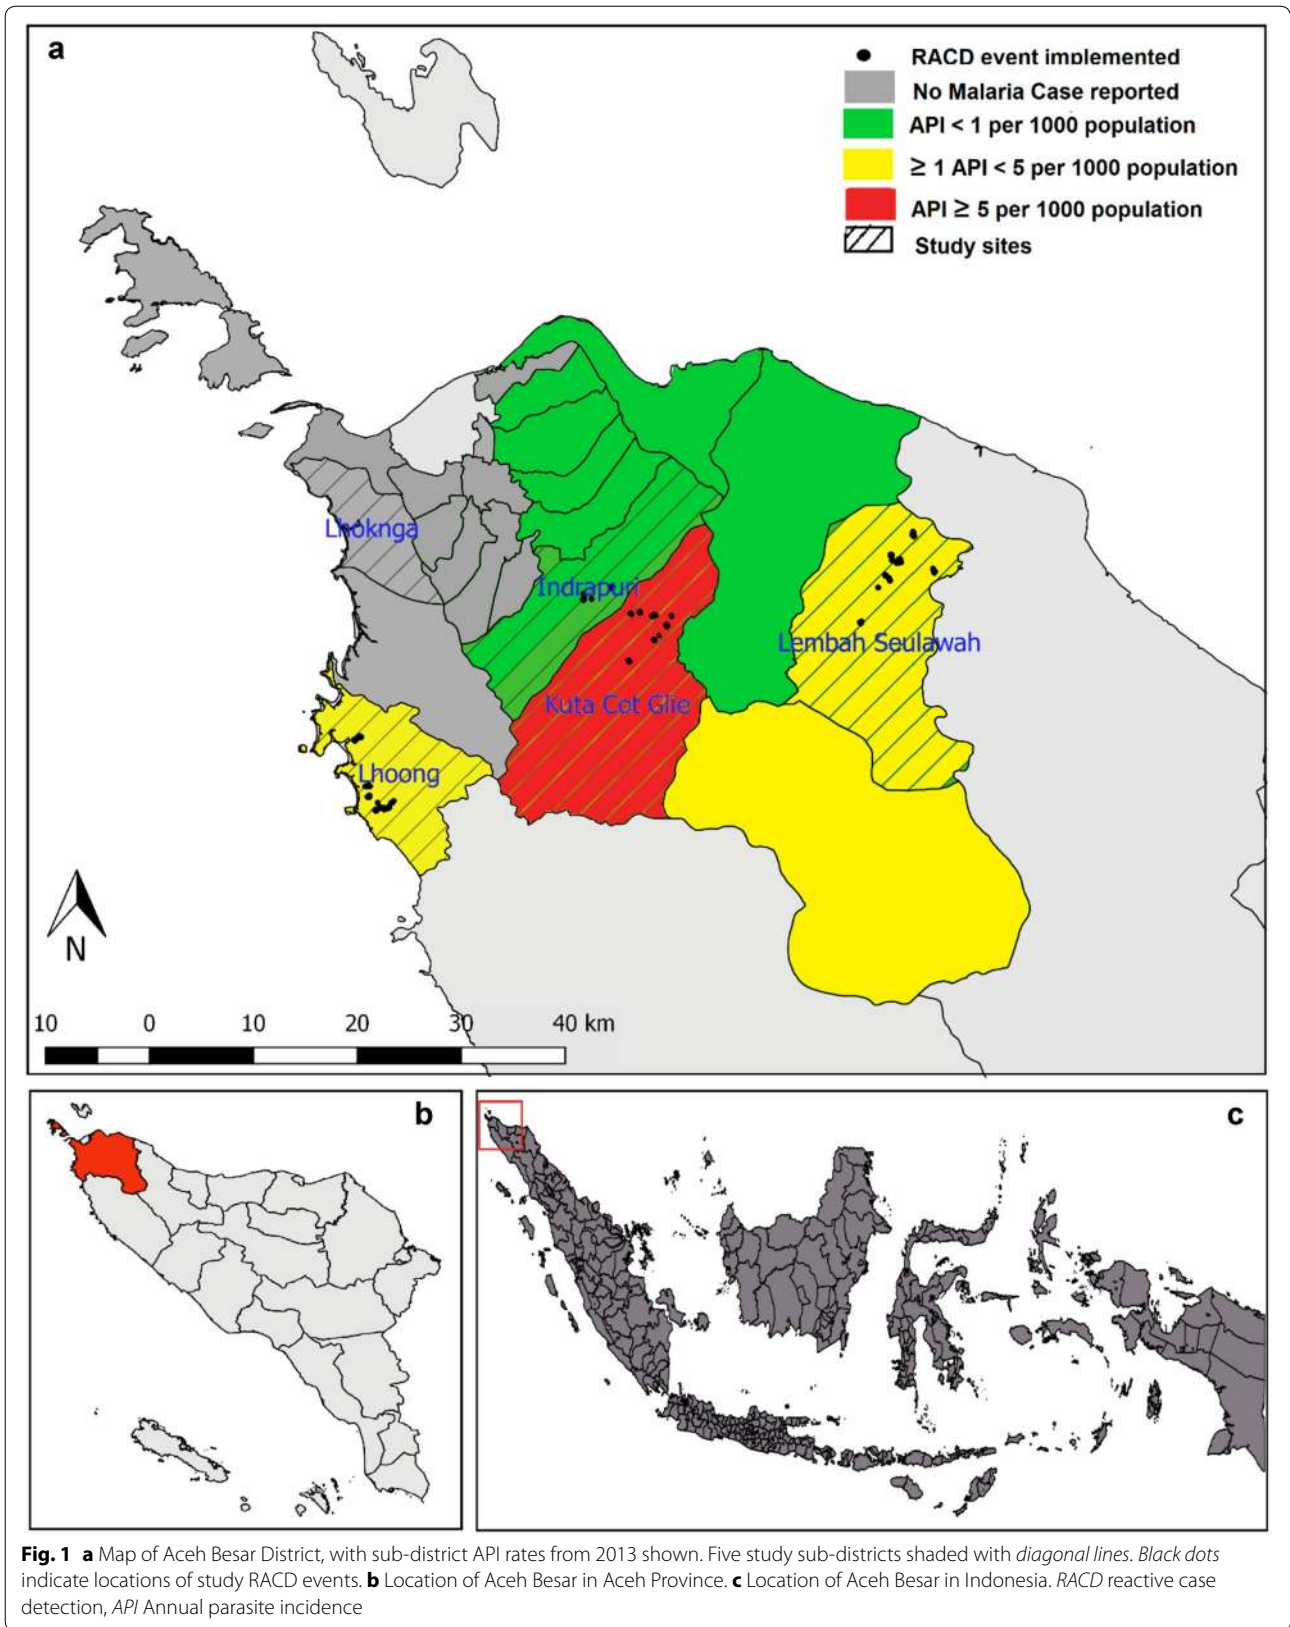 a
RACD event implemented
No Malaria Case reported
API < 1 per 1000 population
≥ 1 API < 5 per 1000 population
API ≥ 5 per 1000 population
Study sites
Lhoknga
Indrapuri
Lembah Seulawah
Kuta Cot Glie
Lhoong
N
10 0 10 20 30 40 km
b
c
Fig. 1 a Map of Aceh Besar District, with sub-district API rates from 2013 shown. Five study sub-districts shaded with diagonal lines. Black dots
indicate locations of study RACD events. b Location of Aceh Besar in Aceh Province. c Location of Aceh Besar in Indonesia. RACD reactive case
detection, API Annual parasite incidence